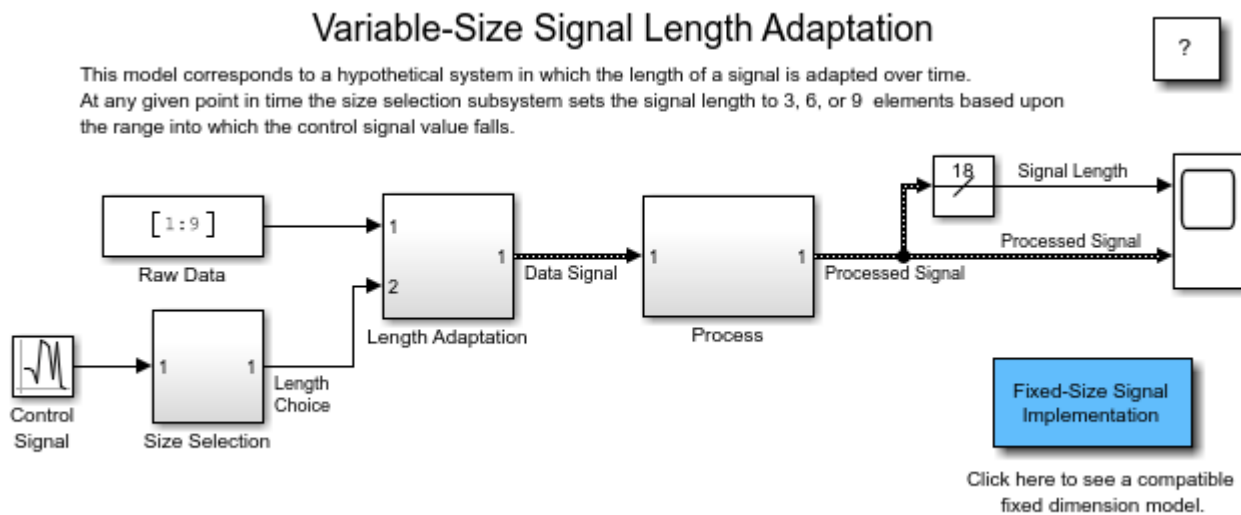 Variable-Size Signal Length Adaptation
?
This model corresponds to a hypothetical system in which the length of a signal is adapted over time.
At any given point in time the size selection subsystem sets the signal length to 3, 6, or 9 elements based upon
the range into which the control signal value falls.
18
Signal Length
[1:9]
1
2
1
1
1
Processed Signal
Raw Data
Data Signal
Processed Signal
Length Adaptation
Process
1
1
Length
Choice
Control
Signal
Size Selection
Fixed-Size Signal
Implementation
Click here to see a compatible
fixed dimension model.